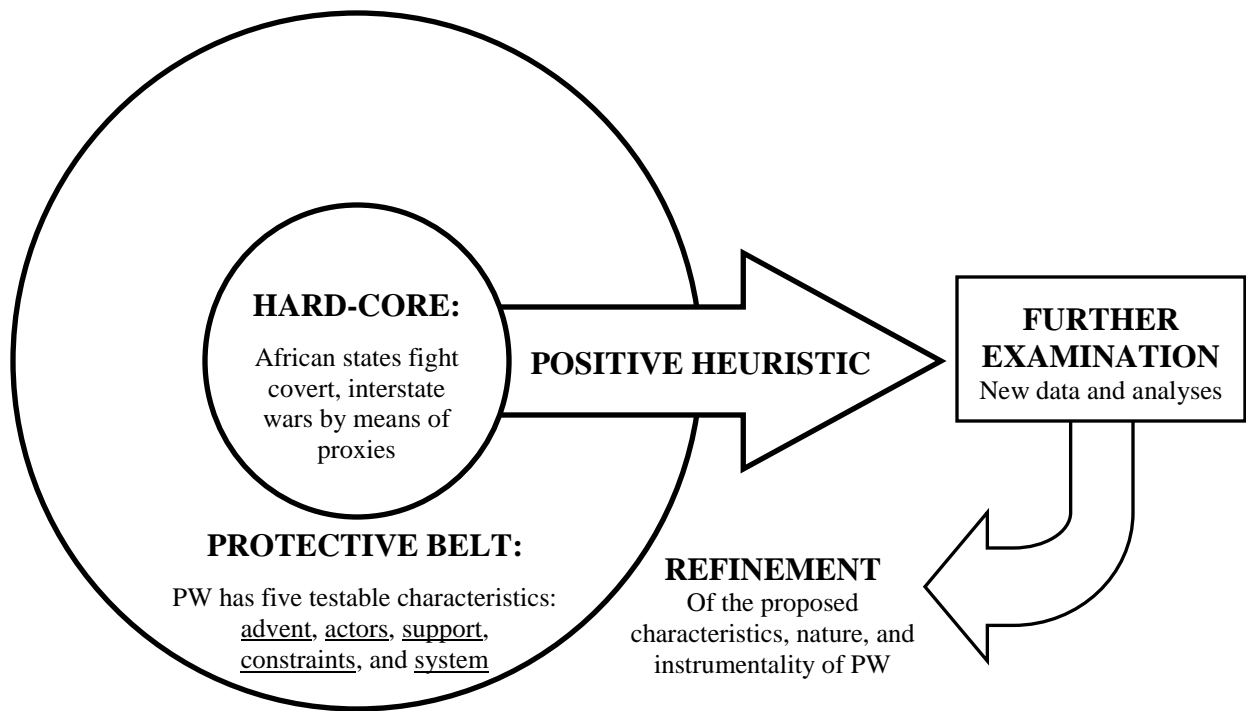 HARD-CORE:
African states fight
covert, interstate
wars by means of
proxies
PROTECTIVE BELT:
PW has five testable characteristics:
advent, actors, support,
constraints, and system
POSITIVE HEURISTIC
FURTHER
EXAMINATION
New data and analyses
REFINEMENT
Of the proposed
characteristics, nature, and
instrumentality of PW